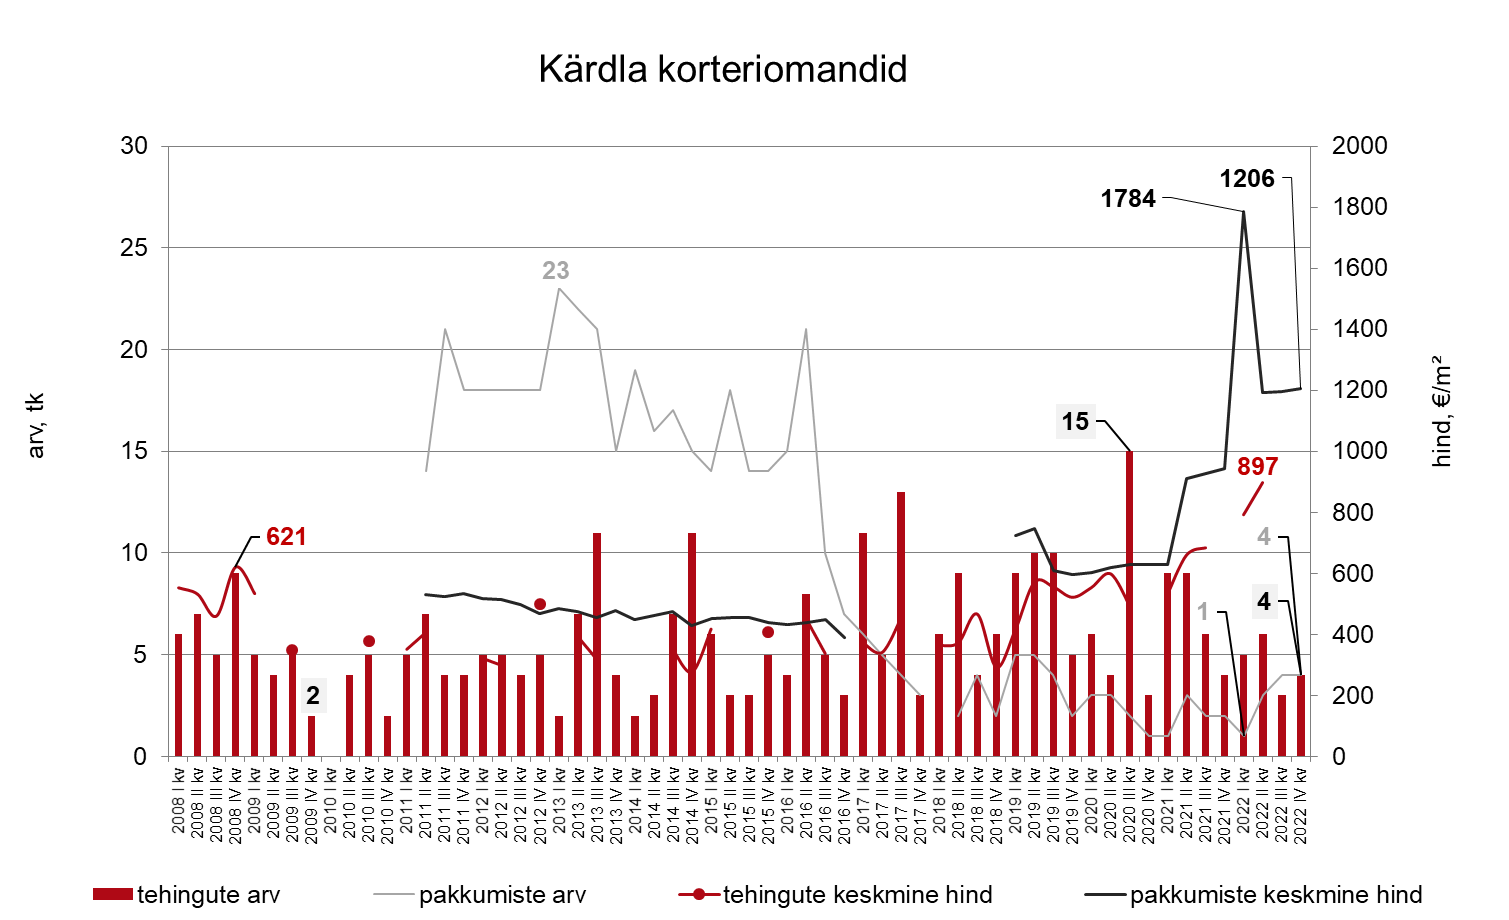 Kärdla korteriomandid
30
25
20
15
10
5
0
arv, tk
2000
1800
1600
1400
1200
1000
800
600
400
200
0
hind, €/m²
621
2
23
15
1784
1206
897
4
4
1
2008 I kv
2008 II kv
2008 III kv
2008 IV kv
2009 I kv
2009 II kv
2009 III kv
2009 IV kv
2010 I kv
2010 II kv
2010 III kv
2010 IV kv
2011 I kv
2011 II kv
2011 III kv
2011 IV kv
2012 I kv
2012 II kv
2012 III kv
2012 IV kv
2013 I kv
2013 II kv
2013 III kv
2013 IV kv
2014 I kv
2014 II kv
2014 III kv
2014 IV kv
2015 I kv
2015 II kv
2015 III kv
2015 IV kv
2016 I kv
2016 II kv
2016 III kv
2016 IV kv
2017 I kv
2017 II kv
2017 III kv
2017 IV kv
2018 I kv
2018 II kv
2018 III kv
2018 IV kv
2019 I kv
2019 II kv
2019 III kv
2019 IV kv
2020 I kv
2020 II kv
2020 III kv
2020 IV kv
2021 I kv
2021 II kv
2021 III kv
2021 IV kv
2022 I kv
2022 II kv
2022 III kv
2022 IV kv
tehingute arv
pakkumiste arv
tehingute keskmine hind
pakkumiste keskmine hind